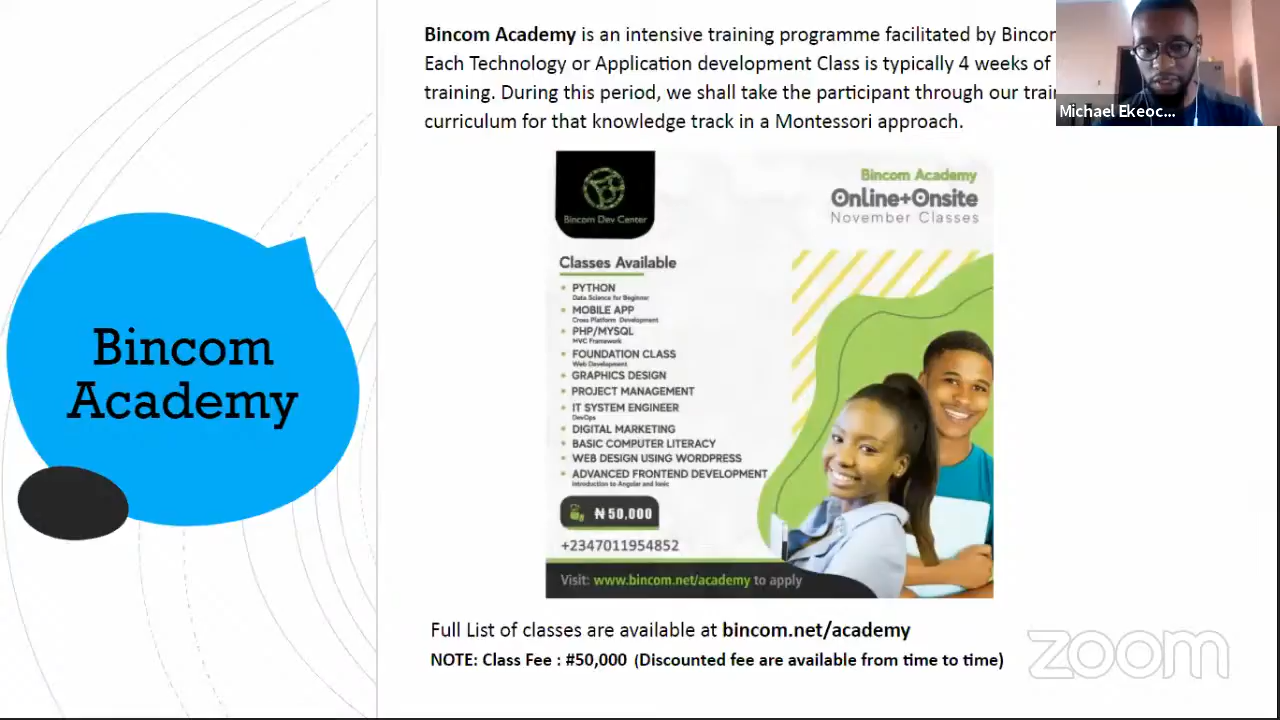 Bincom Academy is an intensive training programme facilitated by Bincom
Each Technology or Application development Class is typically 4 weeks of
training. During this period, we shall take the participant through our
curriculum for that knowledge track in a Montessori approach.
Michael Ekeoc...
Bincom
Academy
Bincom Dev Center
Bincom Academy
Online+Onsite
November Classes
Classes Available
PYTHON
Data Science for Beginner
MOBILE APP
Cross Platform Development
PHP/MYSQL
MVC Framework
FOUNDATION CLASS
Web Development
GRAPHICS DESIGN
PROJECT MANAGEMENT
IT SYSTEM ENGINEER
DevOps
DIGITAL MARKETING
BASIC COMPUTER LITERACY
WEB DESIGN USING WORDPRESS
ADVANCED FRONTEND DEVELOPMENT
Introduction to Angular and Ionic
₦ 50,000
+2347011954852
Visit: www.bincom.net/academy to apply
Full List of classes are available at bincom.net/academy
NOTE: Class Fee : #50,000 (Discounted fee are available from time to time)
zoom